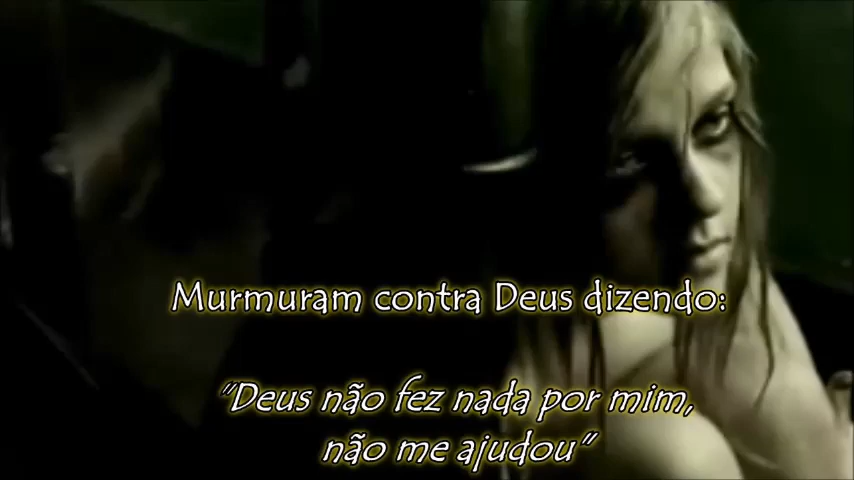 Murmuram contra Deus dizendo:
“Deus não fez nada por mim,
não me ajudou”